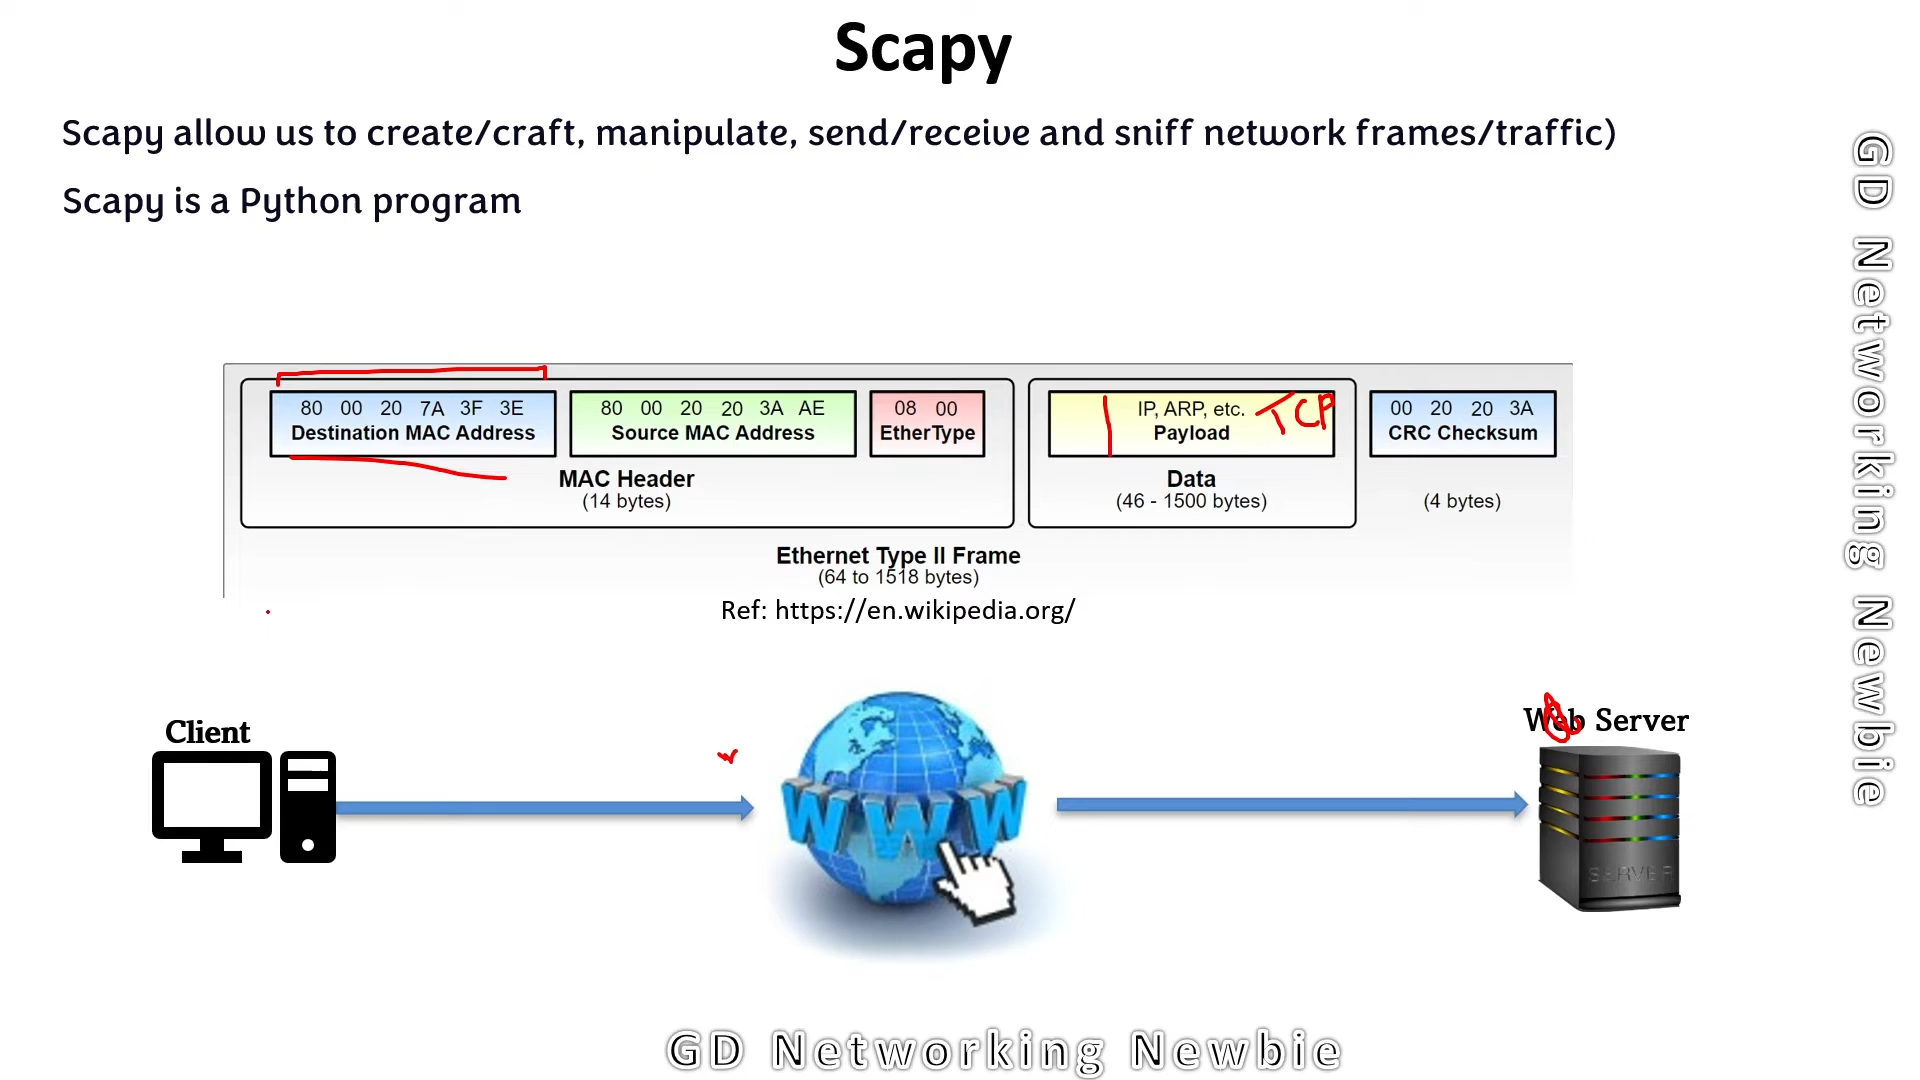 Scapy
Scapy allow us to create/craft, manipulate, send/receive and sniff network frames/traffic)
Scapy is a Python program
80 00 20 7A 3F 3E
Destination MAC Address
80 00 20 20 3A AE
Source MAC Address
08 00
EtherType
IP, ARP, etc.
TCP
Payload
00 20 20 3A
CRC Checksum
MAC Header
(14 bytes)
Data
(46 - 1500 bytes)
(4 bytes)
Ethernet Type II Frame
(64 to 1518 bytes)
Ref: https://en.wikipedia.org/
Client
WWW
Web Server
SERVER
GD Networking Newbie
GD Networking Newbie